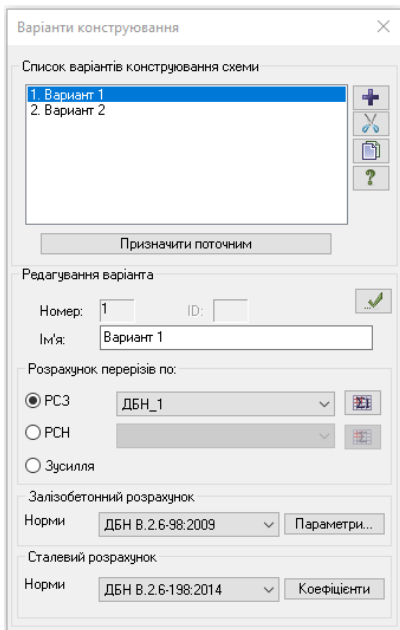 Варіанти конструювання
Список варіантів конструювання схеми
1. Вариант 1
2. Вариант 2
Призначити поточним
Редагування варіанта
Номер: 1 ID:
Ім'я: Вариант 1
Розрахунок перерізів по:
РСЗ ДБН_1
РСН
Зусилля
Залізобетонний розрахунок
Норми ДБН В.2.6-98:2009 Параметри...
Сталевий розрахунок
Норми ДБН В.2.6-198:2014 Коефіцієнти